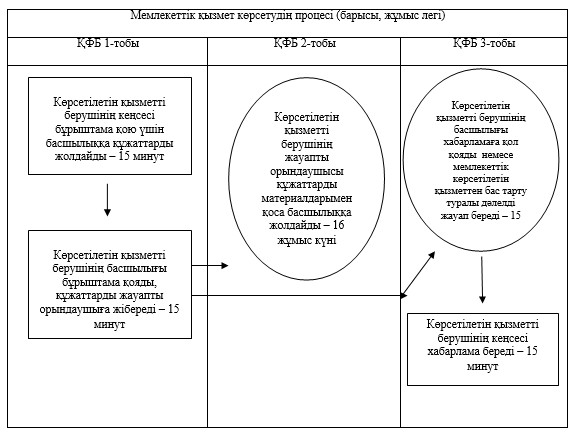 Мемлекеттік қызмет көрсетудің процесі (барысы, жұмыс легі)
ҚФБ 1-тобы
ҚФБ 2-тобы
ҚФБ 3-тобы
Көрсетілетін қызметті
берушінің кеңсесі
бұрыштама қою үшін
басшылыққа құжаттарды
жолдайды – 15 минут
Көрсетілетін қызметті
берушінің басшылығы
бұрыштама қояды,
құжаттарды жауапты
орындаушыға жібереді – 15
минут
Көрсетілетін
қызметті
берушінің
жауапты
орындаушысы
құжаттарды
материалдарымен
қоса басшылыққа
жолдайды – 16
жұмыс күні
Көрсетілетін
қызметті берушінің
басшылығы
хабарламаға қол
қояды немесе
мемлекеттік
көрсетілетін
қызметтен бас тарту
туралы дәлелді
жауап береді – 15
Көрсетілетін қызметті
берушінің кеңсесі
хабарлама береді – 15
минут